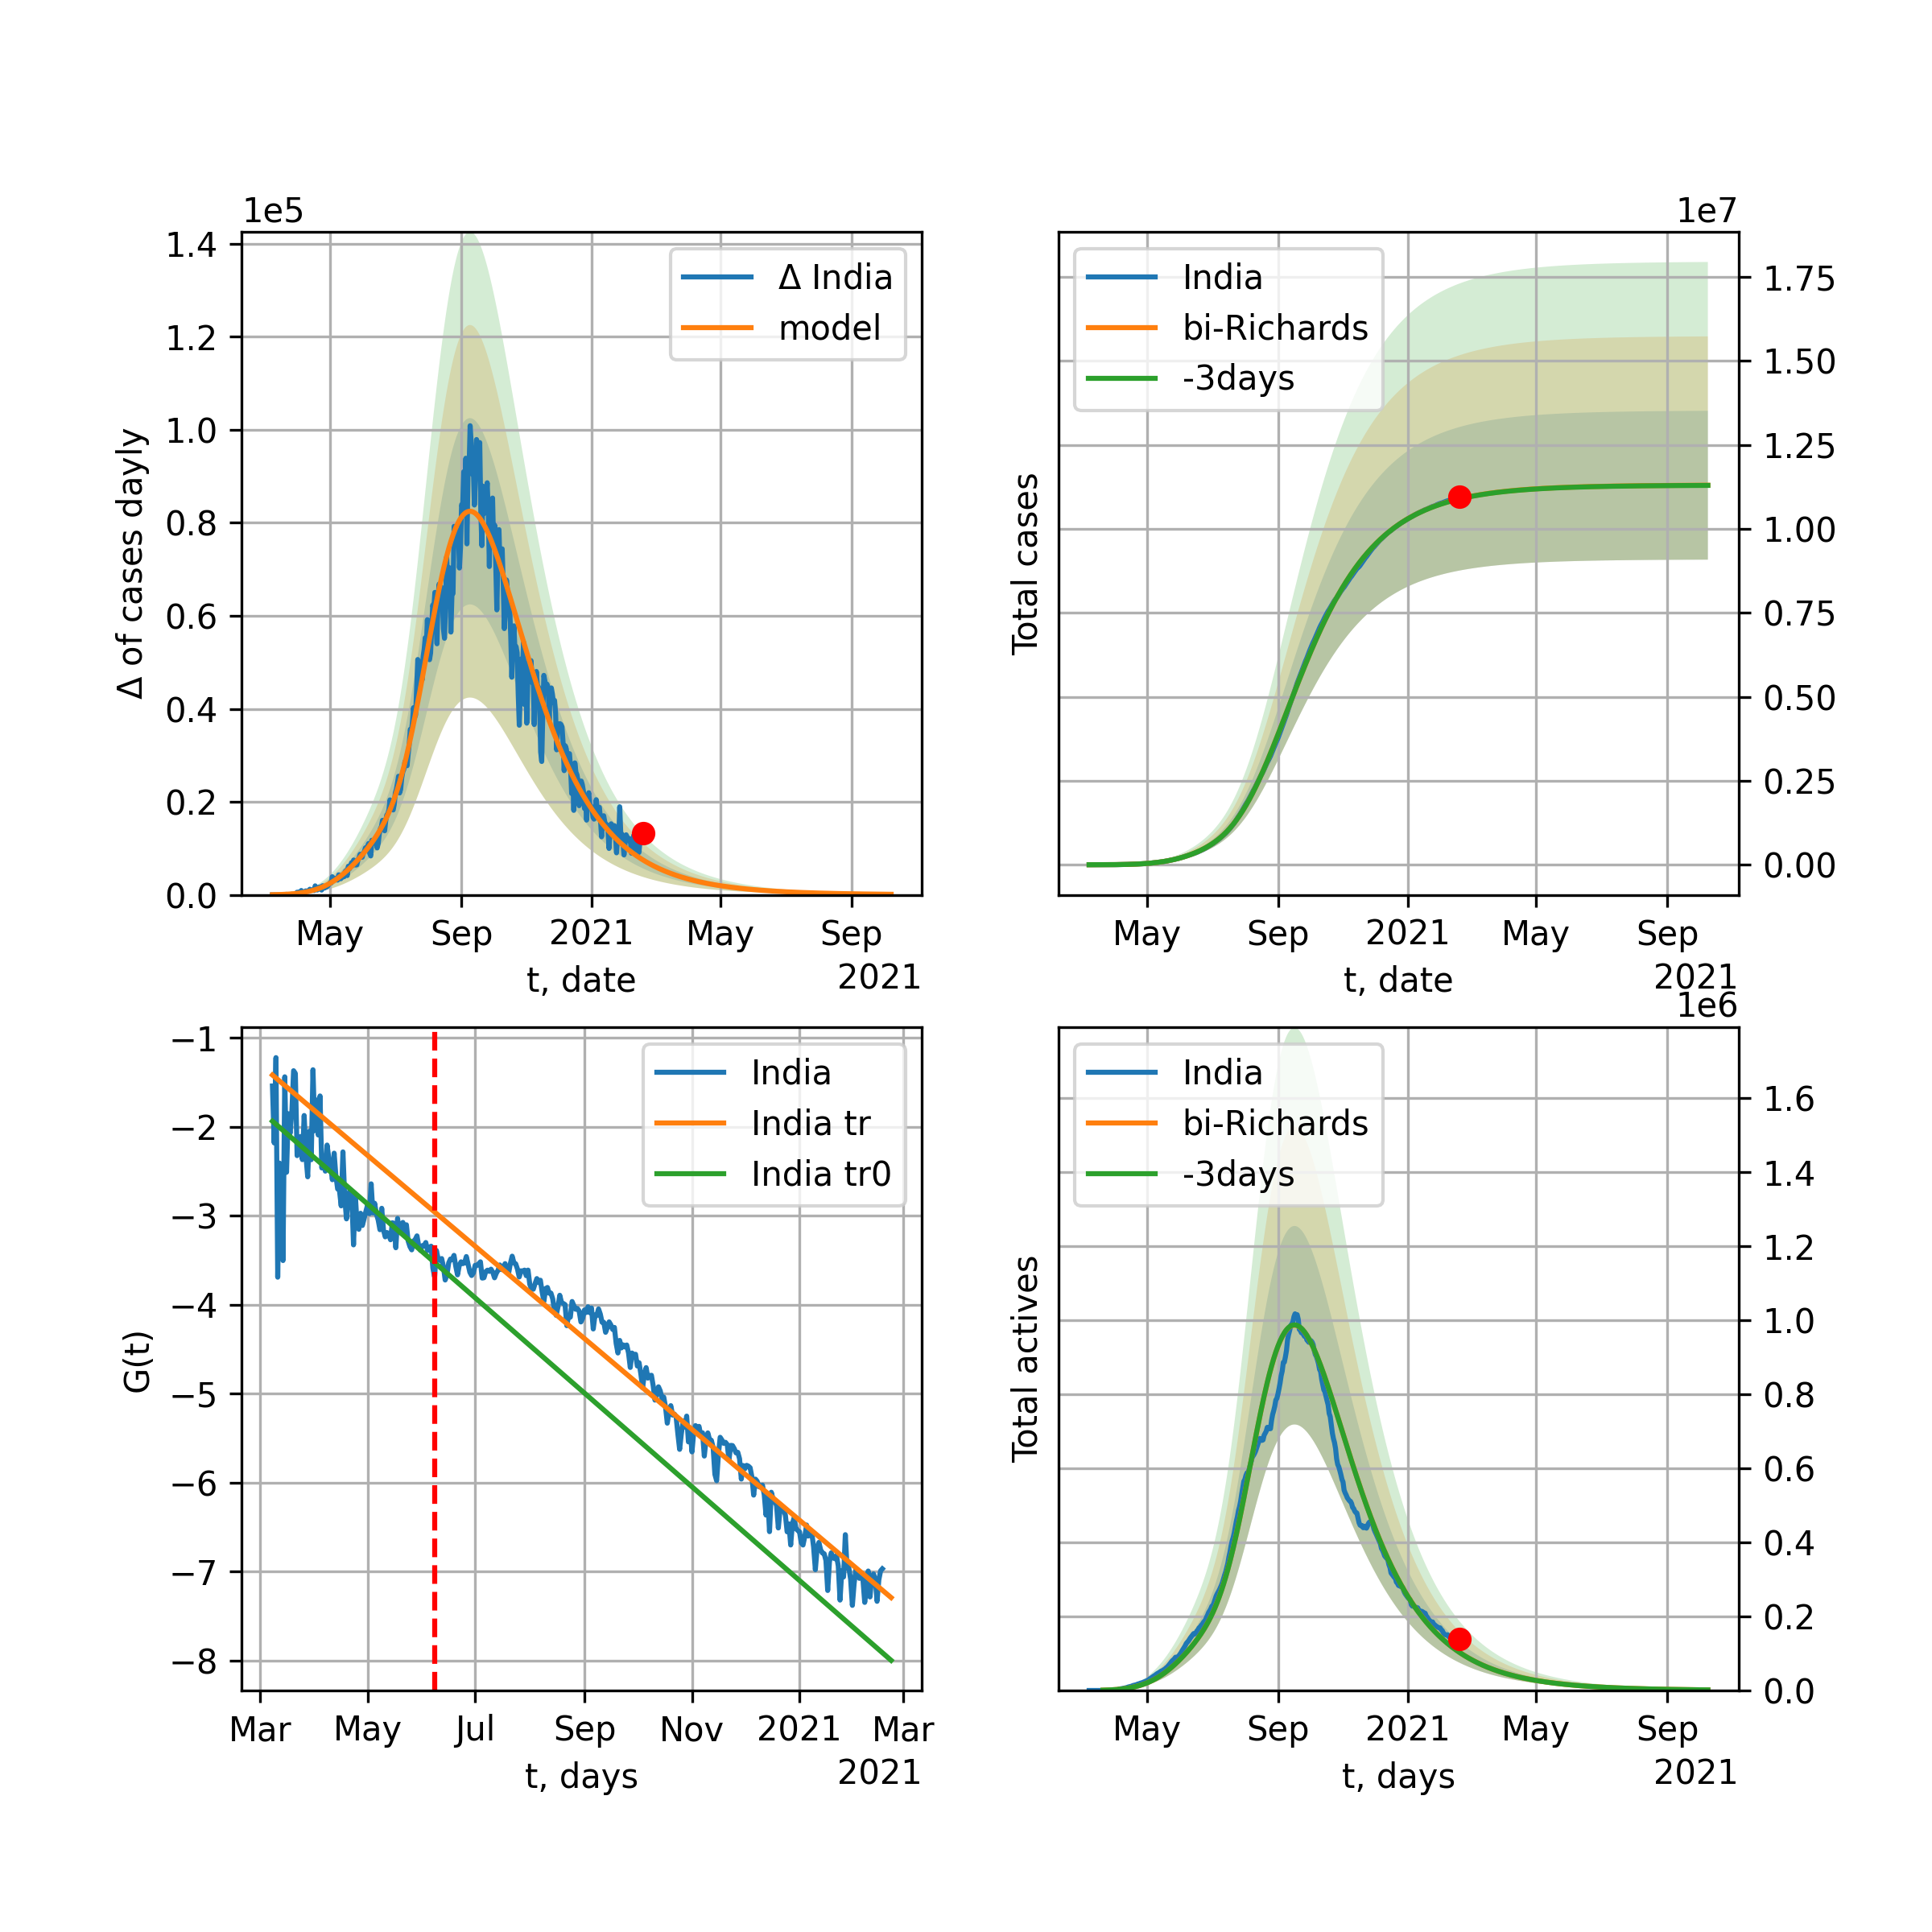 1e5
1.4
1.2
1.0
0.8
0.6
0.4
0.2
0.0
Δ of cases dayly
Δ India
model
May Sep 2021 May Sep
t, date
2021
1e7
India
bi-Richards
-3days
Total cases
1.75
1.50
1.25
1.00
0.75
0.50
0.25
0.00
May Sep 2021 May Sep
t, date
2021
−1
−2
−3
−4
−5
−6
−7
−8
G(t)
India
India tr
India tr0
Mar May Jul Sep Nov 2021 Mar
t, days
2021
1e6
India
bi-Richards
-3days
Total actives
1.6
1.4
1.2
1.0
0.8
0.6
0.4
0.2
0.0
May Sep 2021 May Sep
t, days
2021